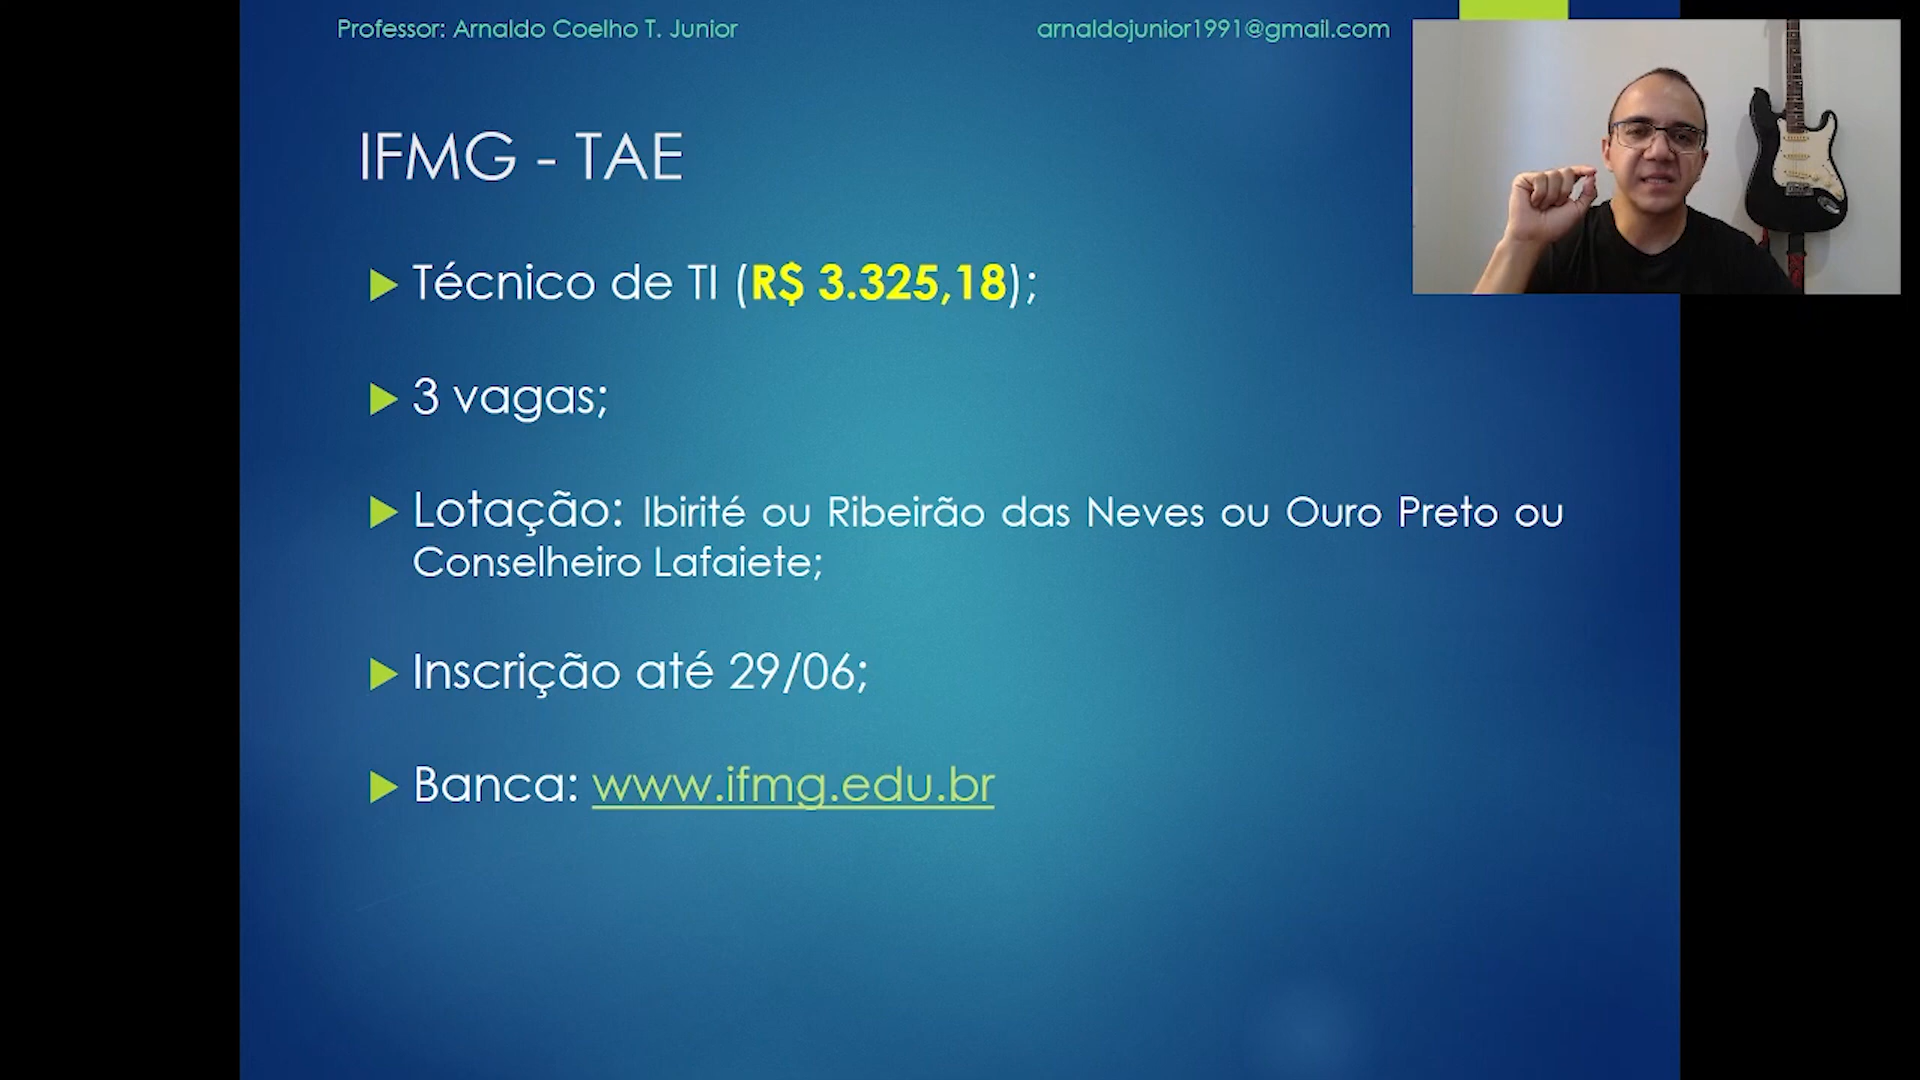 Professor: Arnaldo Coelho T. Junior
arnaldojunior1991@gmail.com
IFMG - TAE
Técnico de TI (R$ 3.325,18);
3 vagas;
Lotação: Ibirité ou Ribeirão das Neves ou Ouro Preto ou
Conselheiro Lafaiete;
Inscrição até 29/06;
Banca: www.ifmg.edu.br